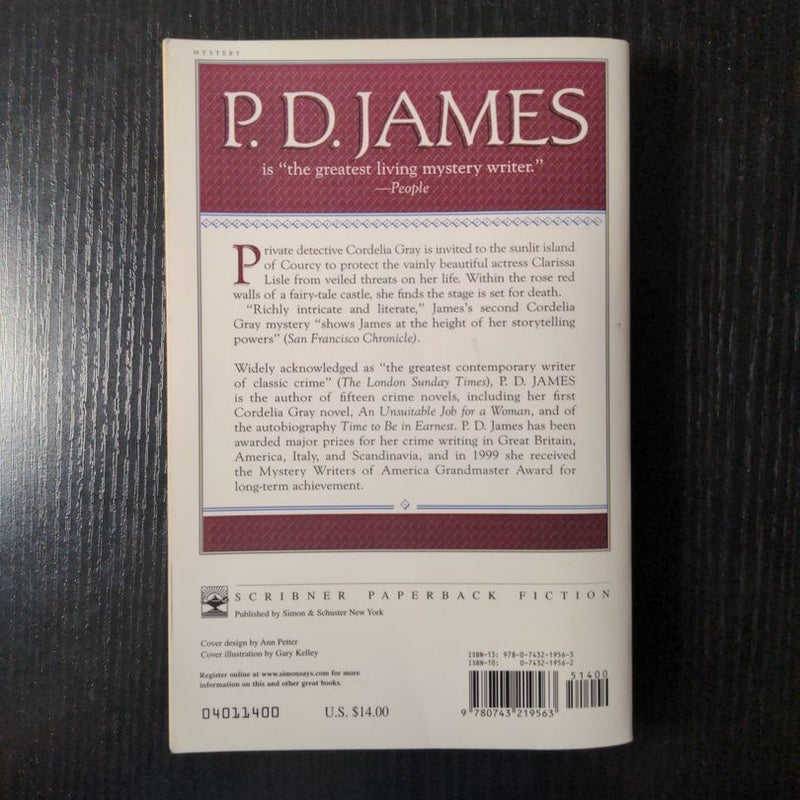 MYSTERY
P. D. JAMES
is “the greatest living mystery writer.”
—People
Private detective Cordelia Gray is invited to the sunlit island
of Courcy to protect the vainly beautiful actress Clarissa
Lisle from veiled threats on her life. Within the rose red
walls of a fairy-tale castle, she finds the stage is set for death.
“Richly intricate and literate,” James’s second Cordelia
Gray mystery “shows James at the height of her storytelling
powers” (San Francisco Chronicle).
Widely acknowledged as “the greatest contemporary writer
of classic crime” (The London Sunday Times), P. D. JAMES
is the author of fifteen crime novels, including her first
Cordelia Gray novel, An Unsuitable Job for a Woman, and of
the autobiography Time to Be in Earnest. P. D. James has been
awarded major prizes for her crime writing in Great Britain,
America, Italy, and Scandinavia, and in 1999 she received
the Mystery Writers of America Grandmaster Award for
long-term achievement.
SCRIBNER PAPERBACK FICTION
Published by Simon & Schuster New York
Cover design by Ann Petter
Cover illustration by Gary Kelley
Register online at www.simonsays.com for more
information on this and other great books.
04011400
U.S. $14.00
ISBN-13: 978-0-7432-1956-3
ISBN-10: 0-7432-1956-2
51400
9 780743 219563